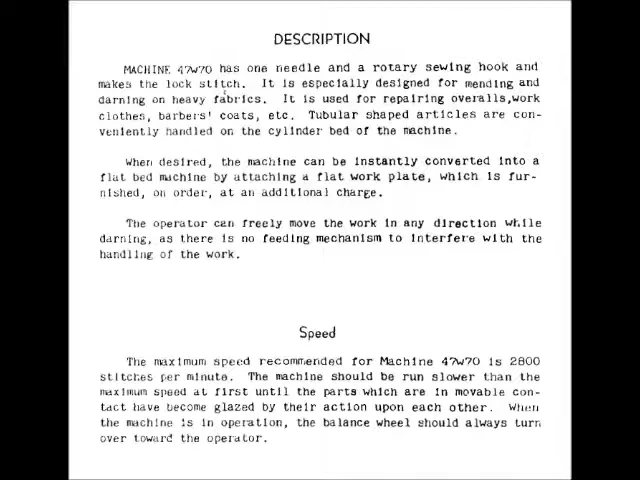 DESCRIPTION
MACHINE 47W70 has one needle and a rotary sewing hook and
makes the lock stitch. It is especially designed for mending and
darning on heavy fabrics. It is used for repairing overalls,work
clothes, barbers' coats, etc. Tubular shaped articles are con-
veniently handled on the cylinder bed of the machine.
When desired, the machine can be instantly converted into a
flat bed machine by attaching a flat work plate, which is fur-
nished, on order, at an additional charge.
The operator can freely move the work in any direction while
darning, as there is no feeding mechanism to interfere with the
handling of the work.
Speed
The maximum speed recommended for Machine 47W70 is 2800
stitches per minute. The machine should be run slower than the
maximum speed at first until the parts which are in movable con-
tact have become glazed by their action upon each other. When
the machine is in operation, the balance wheel should always turn
over toward the operator.